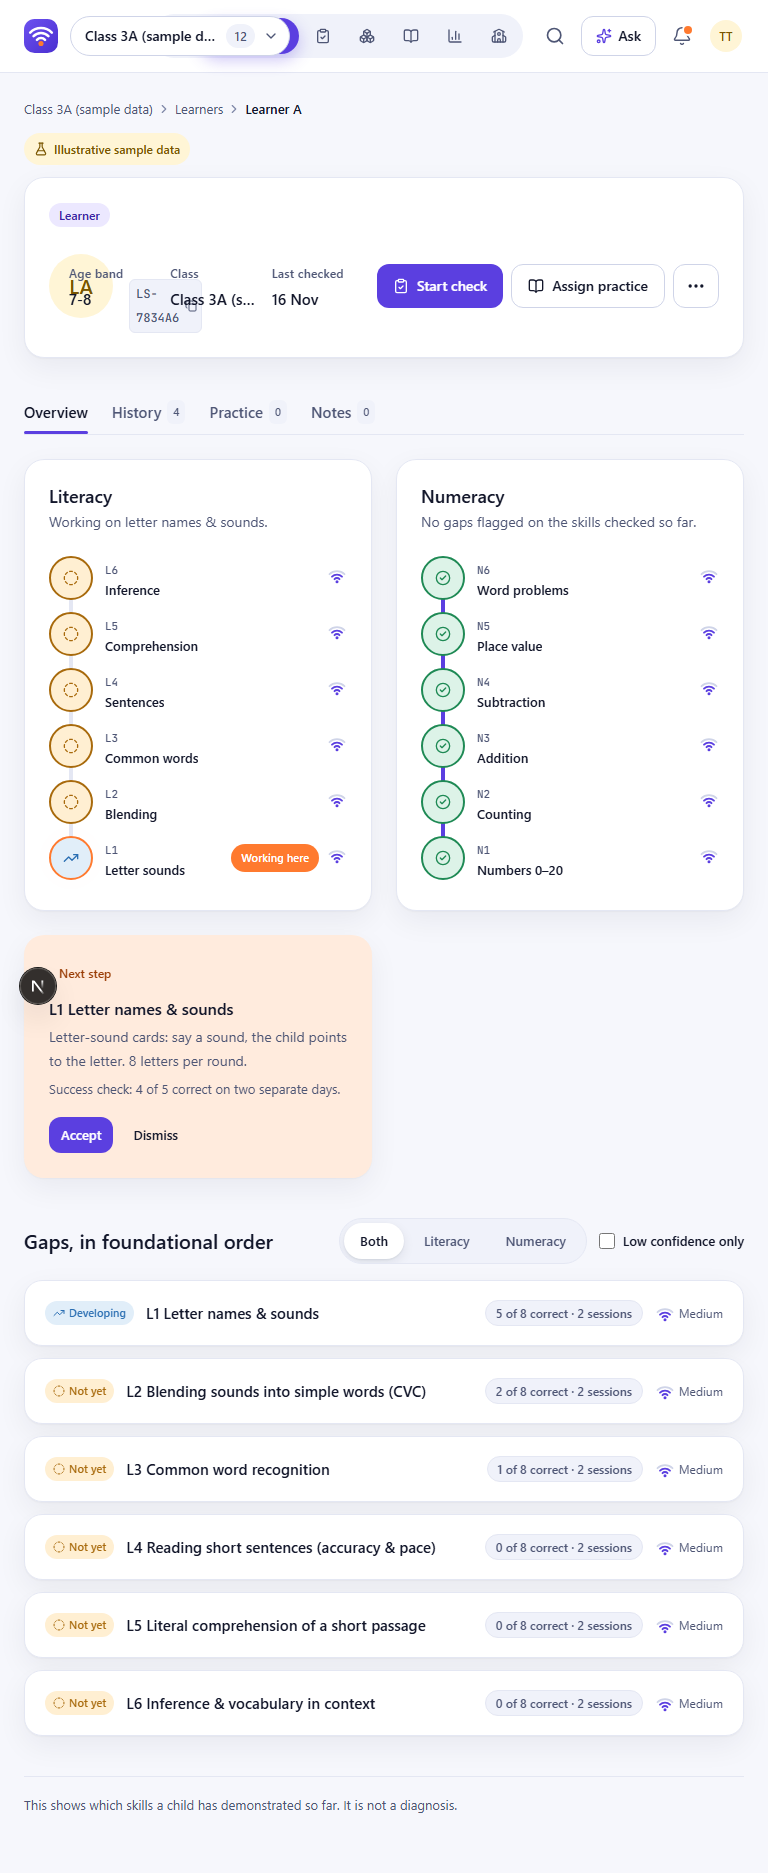 Class 3A (sample d... 12
Ask
TT
Class 3A (sample data) > Learners > Learner A
Illustrative sample data
Learner
LA
Age band
7-8
LS-
7834A6
Class
Class 3A (s...
Last checked
16 Nov
Start check
Assign practice
Overview
History 4
Practice 0
Notes 0
Literacy
Working on letter names & sounds.
L6
Inference
L5
Comprehension
L4
Sentences
L3
Common words
L2
Blending
L1
Letter sounds
Working here
Numeracy
No gaps flagged on the skills checked so far.
N6
Word problems
N5
Place value
N4
Subtraction
N3
Addition
N2
Counting
N1
Numbers 0–20
N
Next step
L1 Letter names & sounds
Letter-sound cards: say a sound, the child points
to the letter. 8 letters per round.
Success check: 4 of 5 correct on two separate days.
Accept
Dismiss
Gaps, in foundational order
Both
Literacy
Numeracy
Low confidence only
Developing L1 Letter names & sounds 5 of 8 correct · 2 sessions Medium
Not yet L2 Blending sounds into simple words (CVC) 2 of 8 correct · 2 sessions Medium
Not yet L3 Common word recognition 1 of 8 correct · 2 sessions Medium
Not yet L4 Reading short sentences (accuracy & pace) 0 of 8 correct · 2 sessions Medium
Not yet L5 Literal comprehension of a short passage 0 of 8 correct · 2 sessions Medium
Not yet L6 Inference & vocabulary in context 0 of 8 correct · 2 sessions Medium
This shows which skills a child has demonstrated so far. It is not a diagnosis.